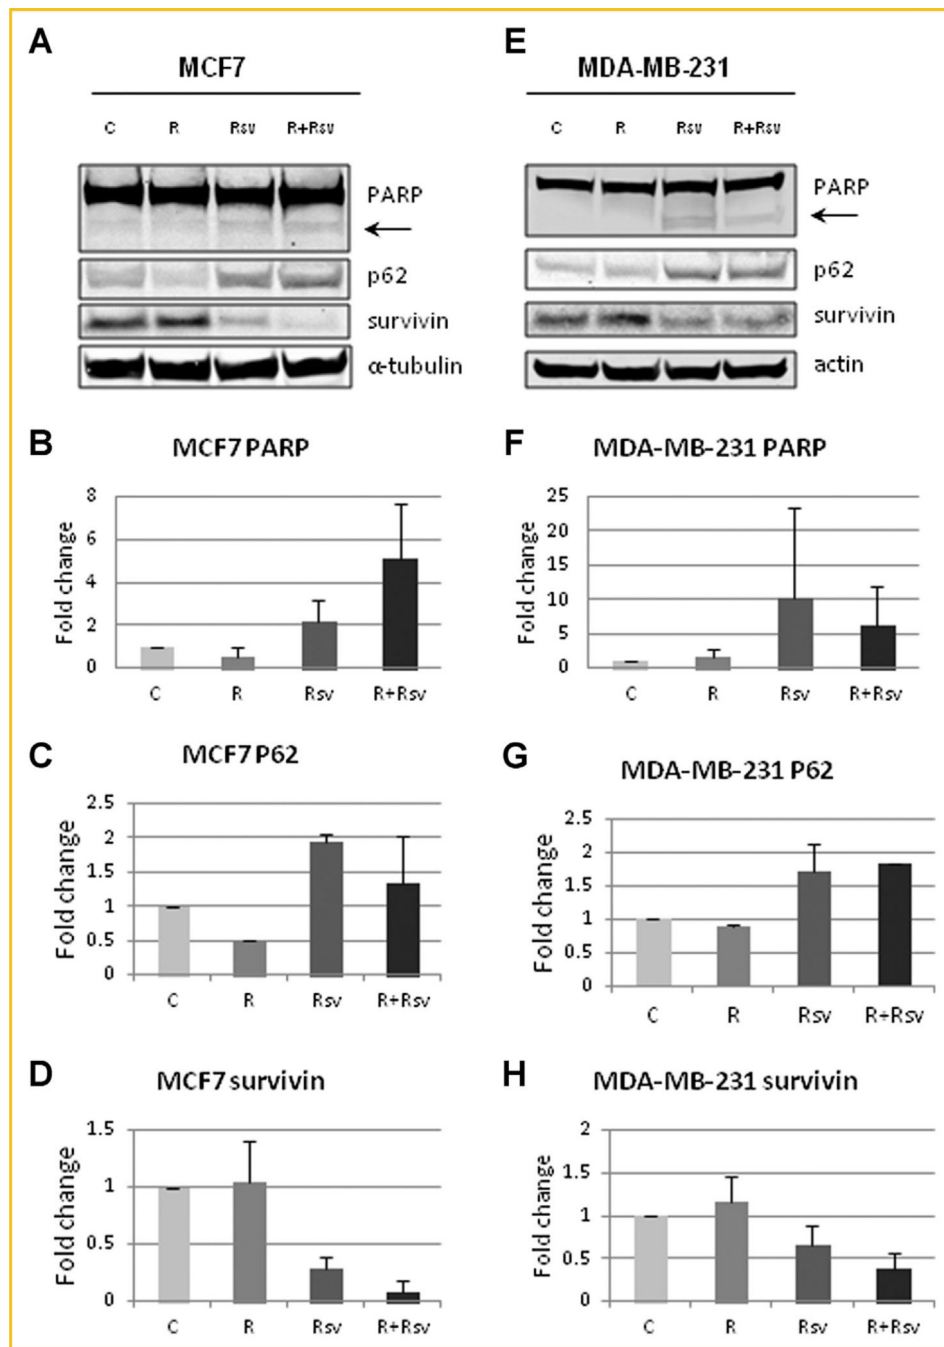 A
MCF7
C R Rsv R+Rsv
PARP
p62
survivin
α-tubulin
E
MDA-MB-231
C R Rsv R+Rsv
PARP
p62
survivin
actin
B
MCF7 PARP
Fold change
8
6
4
2
0
C R Rsv R+Rsv
F
MDA-MB-231 PARP
Fold change
25
20
15
10
5
0
C R Rsv R+Rsv
C
MCF7 P62
Fold change
2.5
2
1.5
1
0.5
0
C R Rsv R+Rsv
G
MDA-MB-231 P62
Fold change
2.5
2
1.5
1
0.5
0
C R Rsv R+Rsv
D
MCF7 survivin
Fold change
1.5
1
0.5
0
C R Rsv R+Rsv
H
MDA-MB-231 survivin
Fold change
2
1.5
1
0.5
0
C R Rsv R+Rsv